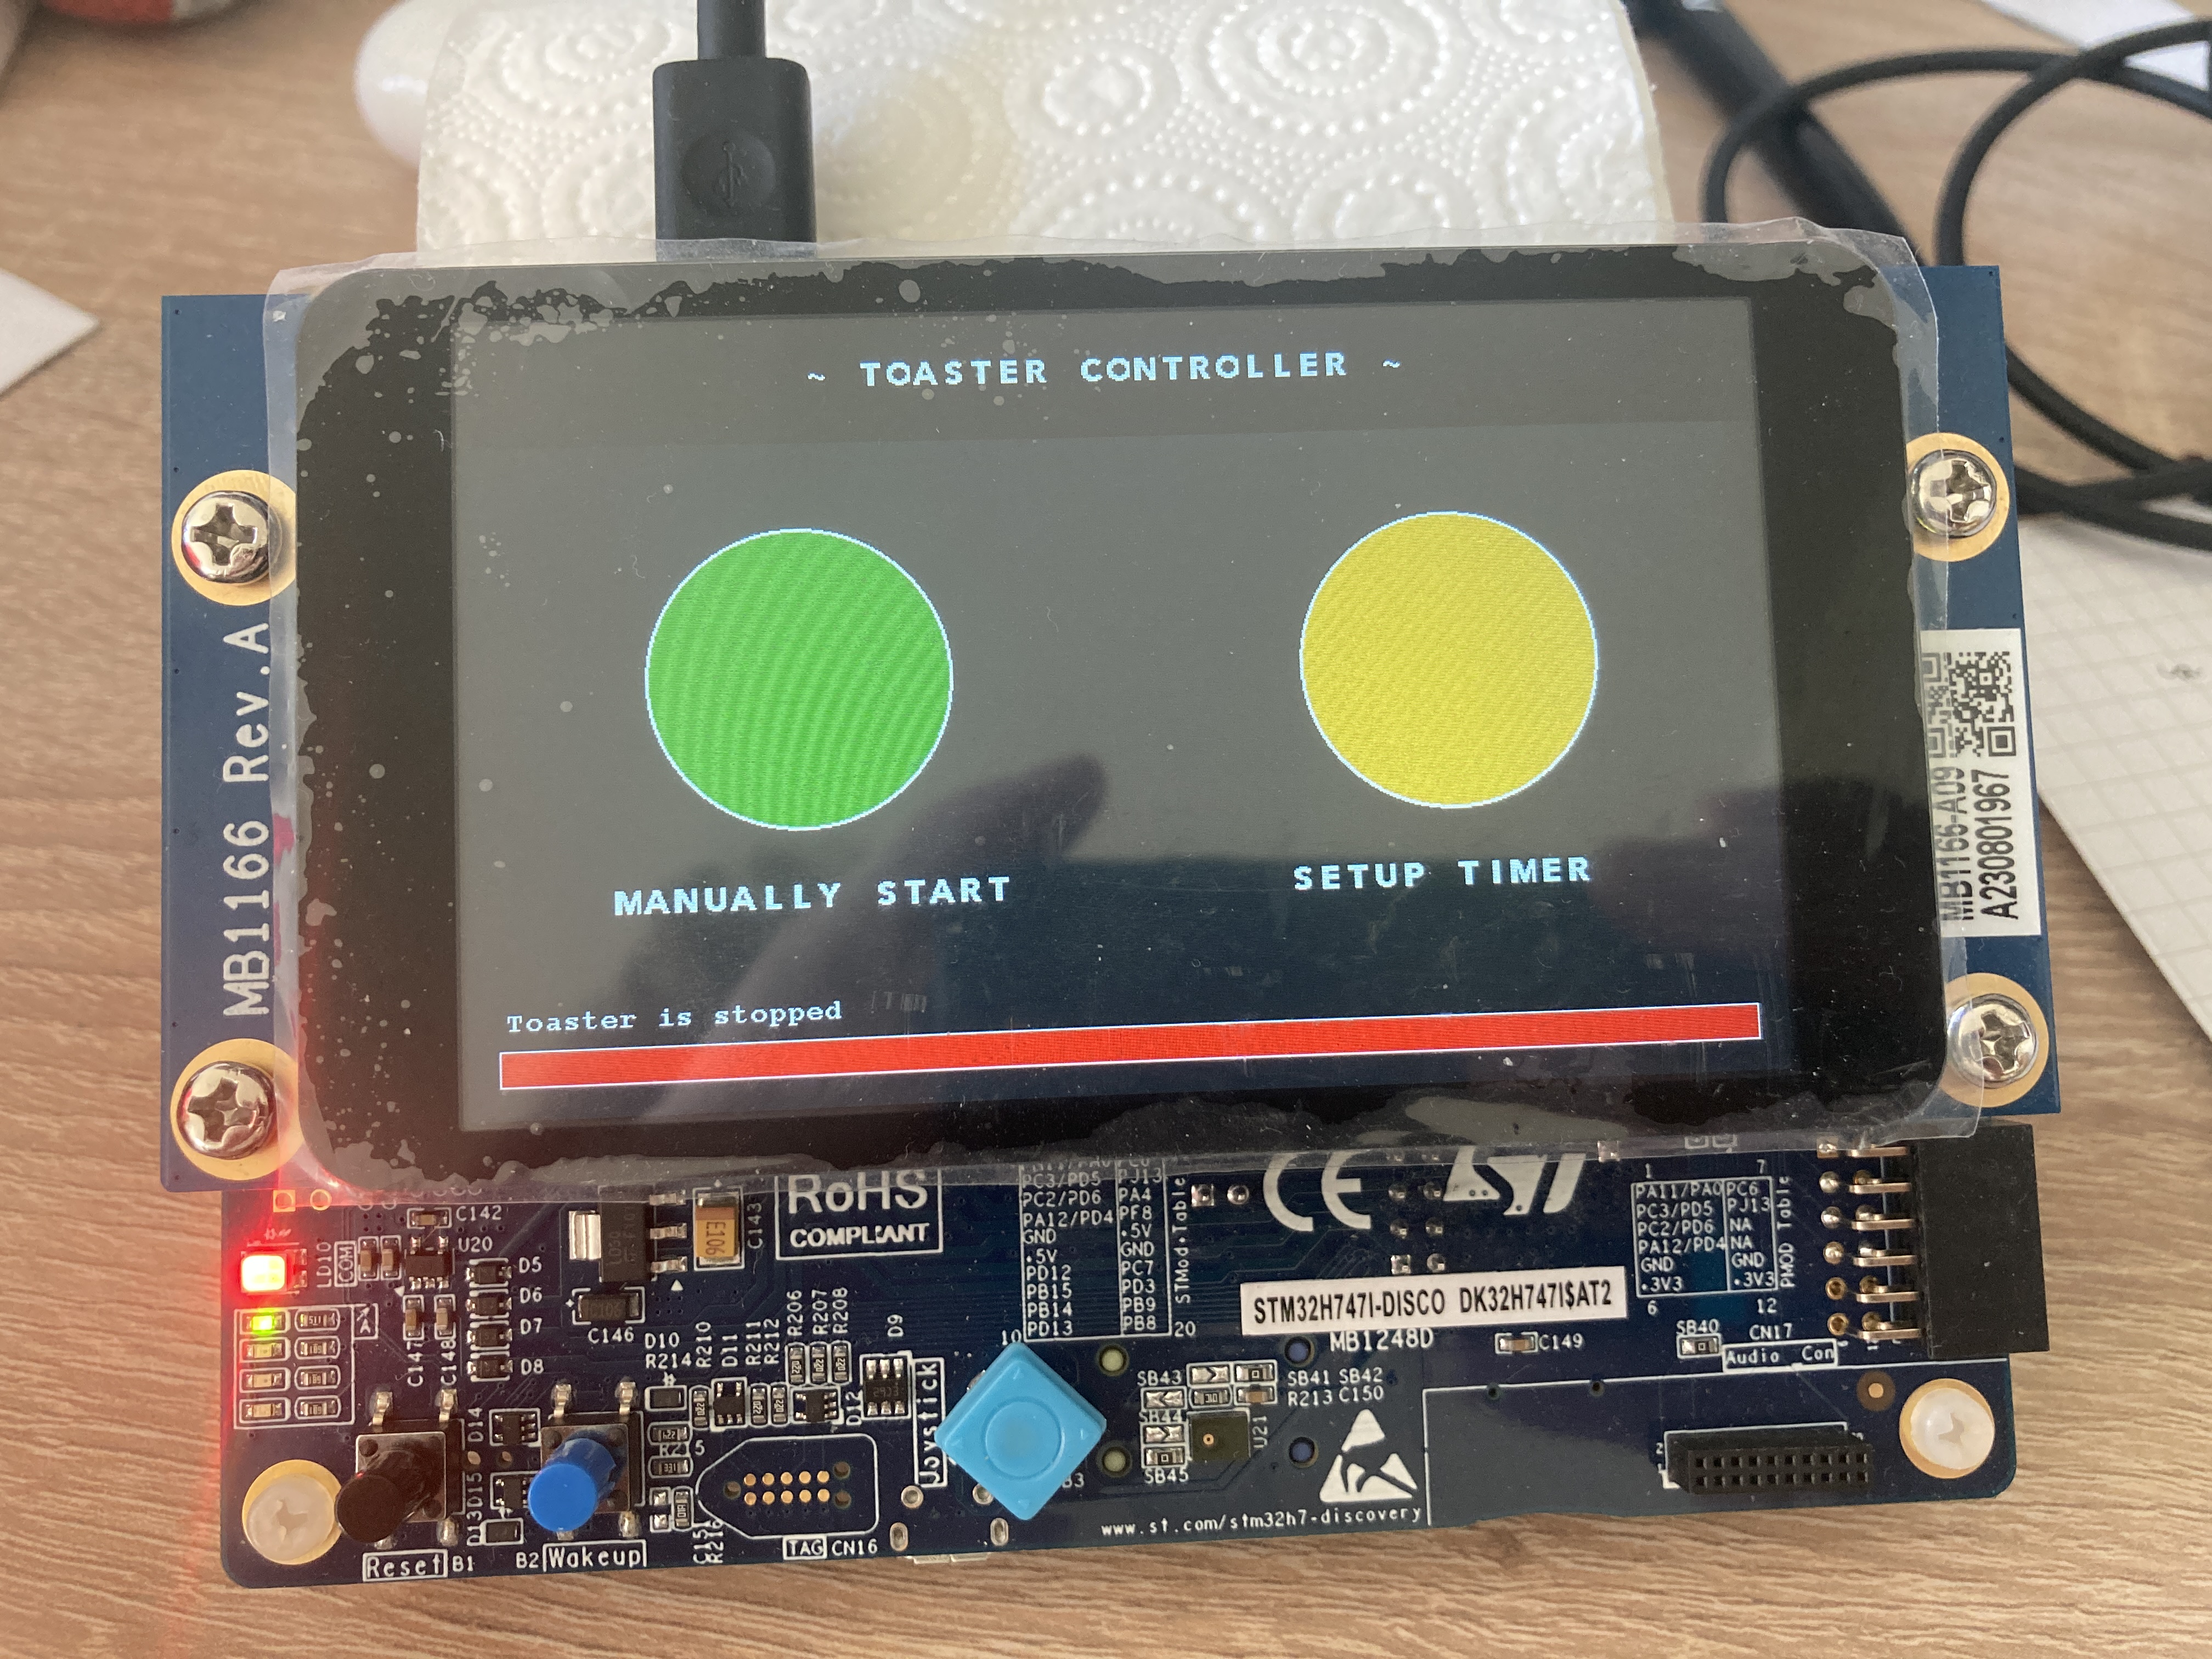 ~ TOASTER CONTROLLER ~
MANUALLY START
SETUP TIMER
Toaster is stopped
MB1166 Rev.A
MB1166-A09
A230801967
RoHS
COMPLIANT
CE
C142
U20
LD10
COM
D5
D6
D7
D8
C147
C148
C146
C143
E106
D10
R214
R210
D11
R211
R212
R206
R207
R208
D9
D12
PC3/PD5
PJ13
PC2/PD6
PA4
PA12/PD4
PF8
GND
.5V
.5V
GND
PD12
PC7
PB15
PD3
PB14
PB9
PD13
PB8
10
20
STMod.Table
1
7
PA11/PA0
PC6
PC3/PD5
PJ13
PC2/PD6
NA
PA12/PD4
NA
GND
GND
.3V3
.3V3
PMOD Table
6
12
STM32H747I-DISCO DK32H747I$AT2
MB1248D
C149
SB40
CN17
Audio Con
SB43
SB41
SB42
R213
C150
SB44
SB45
U21
Joystick
D14
D13
D15
R215
R216
TAG
CN16
Reset
B1
B2
Wakeup
www.st.com/stm32h7-discovery